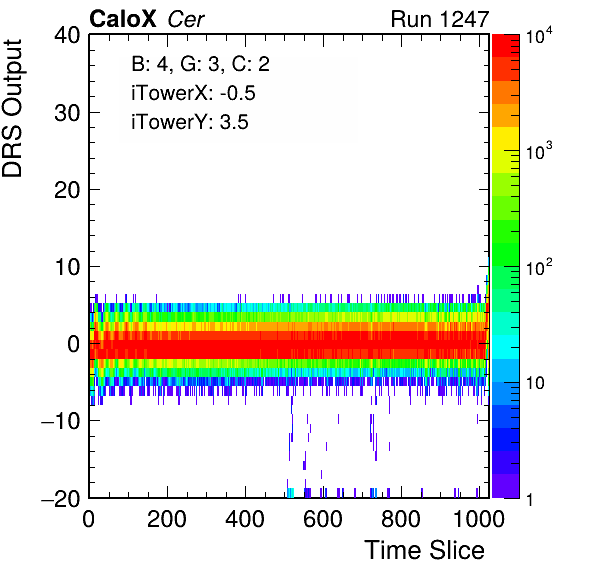 CaloX Cer Run 1247
B: 4, G: 3, C: 2
iTowerX: -0.5
iTowerY: 3.5
DRS Output
40
30
20
10
0
−10
−20
0 200 400 600 800 1000
Time Slice
10^4
10^3
10^2
10
1